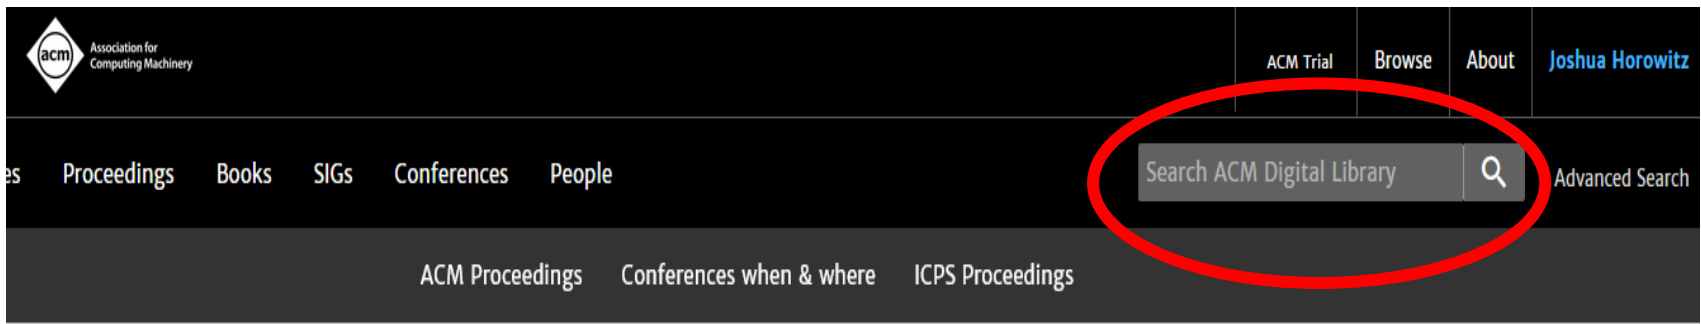 acm Association for
Computing Machinery
ACM Trial Browse About Joshua Horowitz
es Proceedings Books SIGs Conferences People Search ACM Digital Library Advanced Search
ACM Proceedings Conferences when & where ICPS Proceedings